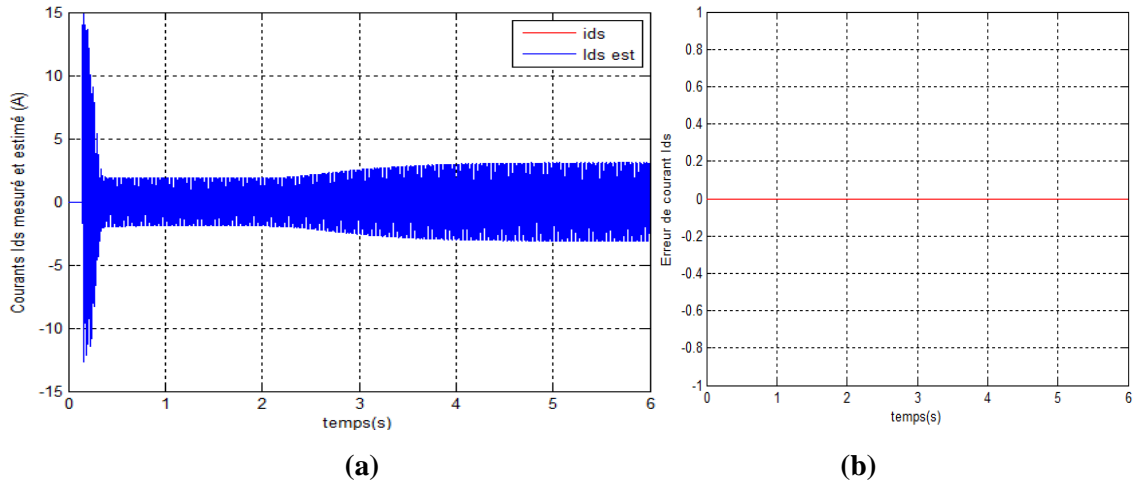 Courants Ids mesuré et estimé (A)
15
10
5
0
-5
-10
-15
0 1 2 3 4 5 6
temps(s)
ids
Ids est
(a)
Erreur de courant Ids
1
0.8
0.6
0.4
0.2
0
-0.2
-0.4
-0.6
-0.8
-1
0 1 2 3 4 5 6
temps(s)
(b)